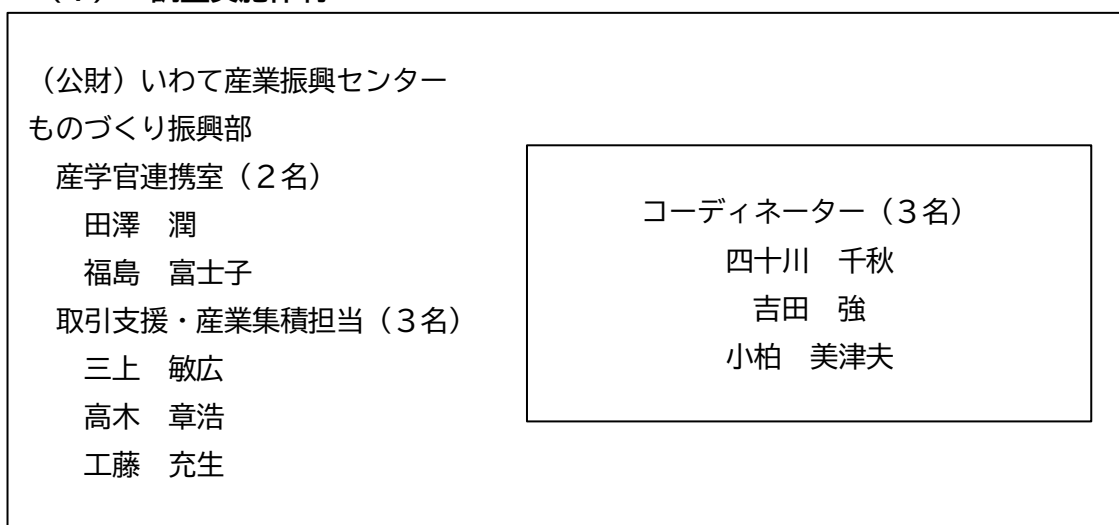 （公財）いわて産業振興センター
ものづくり振興部
産学官連携室（２名）
田澤　潤
福島　富士子
取引支援・産業集積担当（３名）
三上　敏広
高木　章浩
工藤　充生
コーディネーター（３名）
四十川　千秋
吉田　強
小柏　美津夫